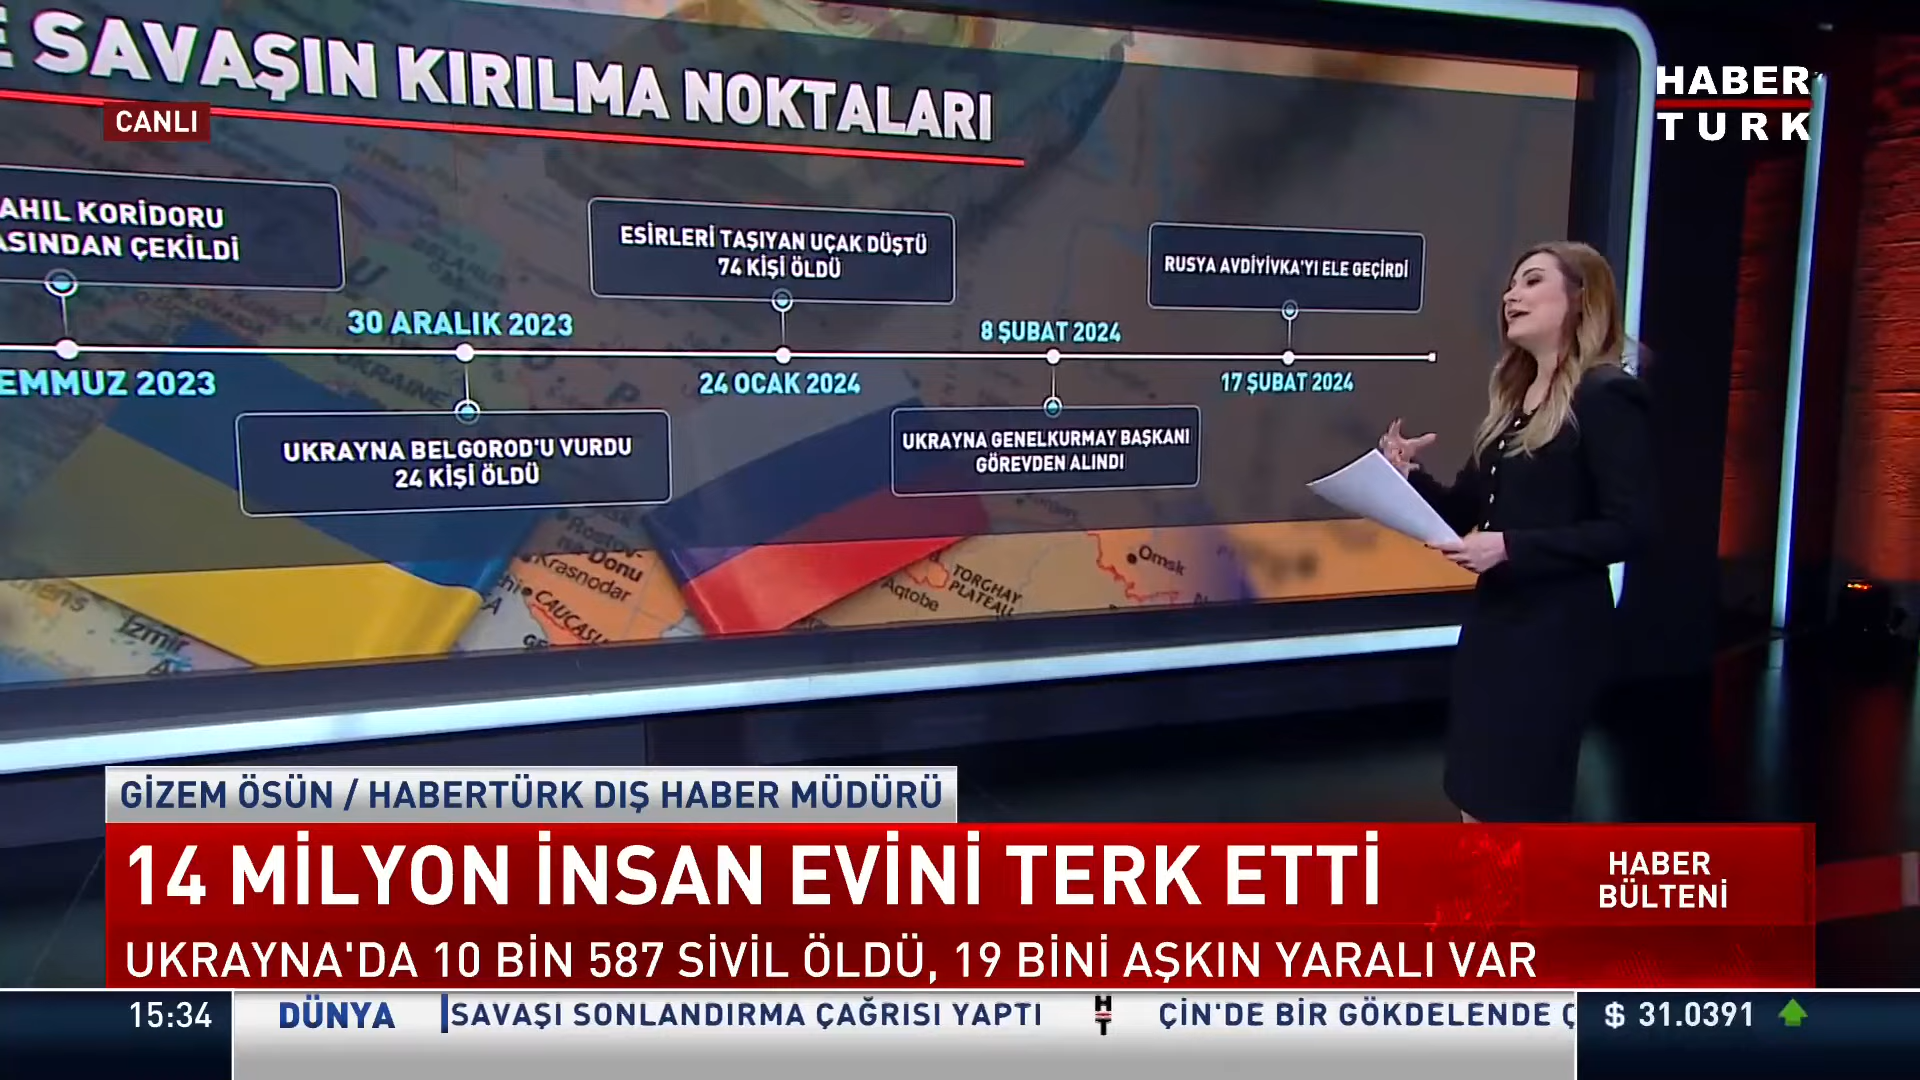 E SAVAŞIN KIRILMA NOKTALARI
CANLI
HABER
TURK
AHIL KORİDORU
ASINDAN ÇEKİLDİ
ESİRLERİ TAŞIYAN UÇAK DÜŞTÜ
74 KİŞİ ÖLDÜ
RUSYA AVDİYİVKA'YI ELE GEÇİRDİ
30 ARALIK 2023
8 ŞUBAT 2024
EMMUZ 2023
24 OCAK 2024
17 ŞUBAT 2024
UKRAYNA BELGOROD'U VURDU
24 KİŞİ ÖLDÜ
UKRAYNA GENELKURMAY BAŞKANI
GÖREVDEN ALINDI
UKRAINE
Rostov-
na-Donu
Krasnodar
CAUCASU
Omsk
TORGHAY
PLATEAU
Aqtobe
İzmir
GİZEM ÖSÜN / HABERTÜRK DIŞ HABER MÜDÜRÜ
14 MİLYON İNSAN EVİNİ TERK ETTİ
HABER
BÜLTENİ
UKRAYNA'DA 10 BİN 587 SİVİL ÖLDÜ, 19 BİNİ AŞKIN YARALI VAR
15:34 DÜNYA SAVAŞI SONLANDIRMA ÇAĞRISI YAPTI HT ÇİN'DE BİR GÖKDELENDE Ç $ 31.0391